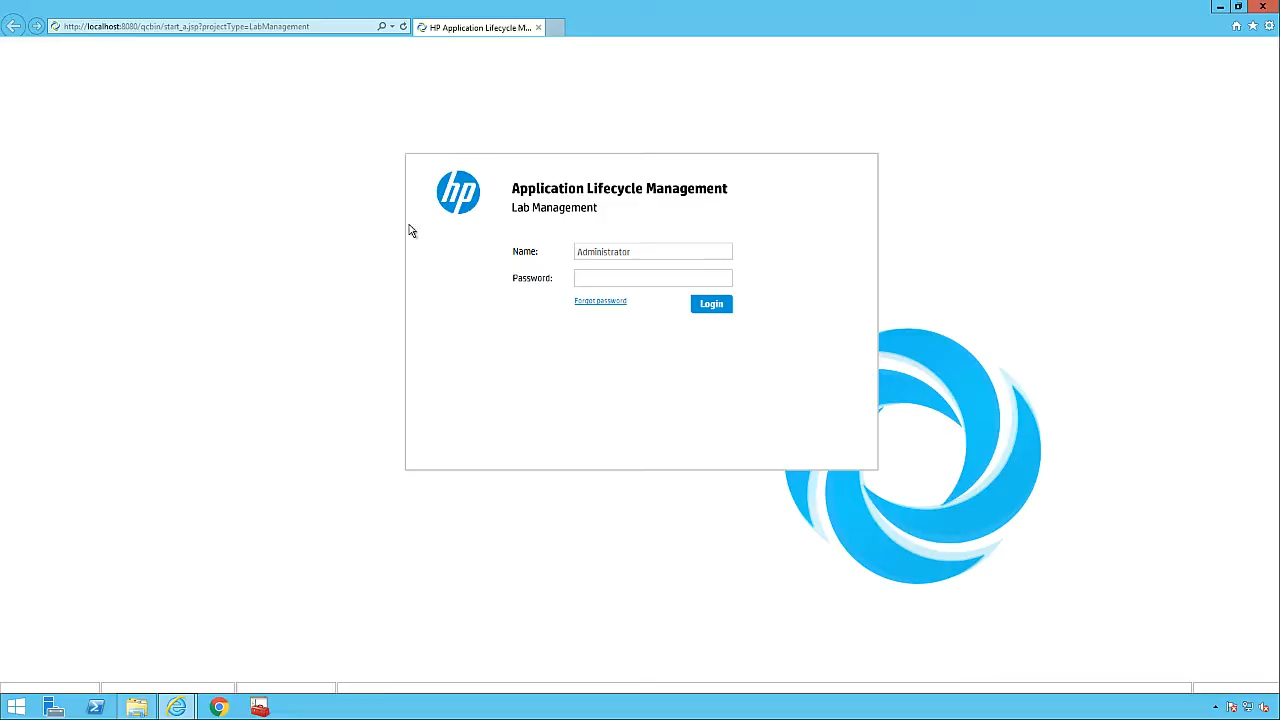 http://localhost:8080/qcbin/start_a.jsp?projectType=LabManagement
HP Application Lifecycle M...
hp
Application Lifecycle Management
Lab Management
Name:
Administrator
Password:
Forgot password
Login